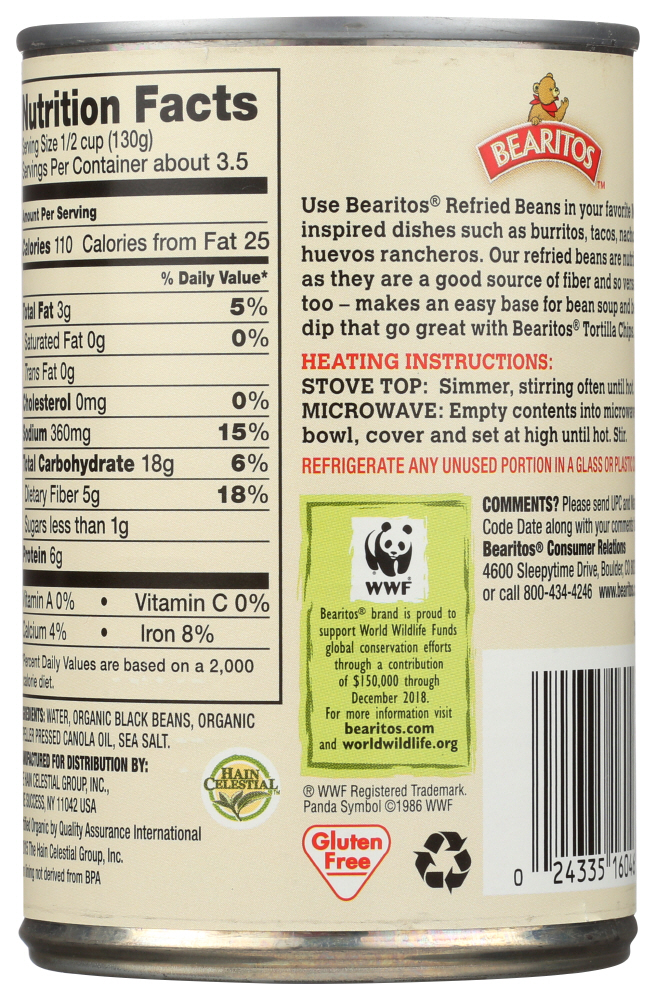 Nutrition Facts
Serving Size 1/2 cup (130g)
Servings Per Container about 3.5
Amount Per Serving
Calories 110 Calories from Fat 25
% Daily Value*
Total Fat 3g 5%
Saturated Fat 0g 0%
Trans Fat 0g
Cholesterol 0mg 0%
Sodium 360mg 15%
Total Carbohydrate 18g 6%
Dietary Fiber 5g 18%
Sugars less than 1g
Protein 6g
Vitamin A 0% • Vitamin C 0%
Calcium 4% • Iron 8%
Percent Daily Values are based on a 2,000
calorie diet.
INGREDIENTS: WATER, ORGANIC BLACK BEANS, ORGANIC
PRESSED CANOLA OIL, SEA SALT.
MANUFACTURED FOR DISTRIBUTION BY:
HAIN CELESTIAL GROUP, INC.,
SUCCESS, NY 11042 USA
Organic by Quality Assurance International
The Hain Celestial Group, Inc.
lining not derived from BPA
HAIN
CELESTIAL™
BEARITOS™
Use Bearitos® Refried Beans in your favorite
inspired dishes such as burritos, tacos,
huevos rancheros. Our refried beans are
as they are a good source of fiber and so
too – makes an easy base for bean soup and
dip that go great with Bearitos® Tortilla Chips
HEATING INSTRUCTIONS:
STOVE TOP: Simmer, stirring often until hot
MICROWAVE: Empty contents into
bowl, cover and set at high until hot. Stir.
REFRIGERATE ANY UNUSED PORTION IN A GLASS OR PLASTIC
WWF
®
Bearitos® brand is proud to
support World Wildlife Funds
global conservation efforts
through a contribution
of $150,000 through
December 2018.
For more information visit
bearitos.com
and worldwildlife.org
® WWF Registered Trademark.
Panda Symbol ©1986 WWF
Gluten
Free
COMMENTS? Please send UPC and
Code Date along with your comments
Bearitos® Consumer Relations
4600 Sleepytime Drive, Boulder, CO
or call 800-434-4246 www.bearitos.
0 24335 1604